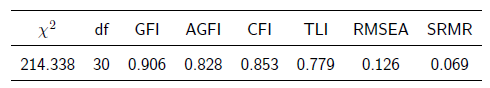 χ² df GFI AGFI CFI TLI RMSEA SRMR
214.338 30 0.906 0.828 0.853 0.779 0.126 0.069